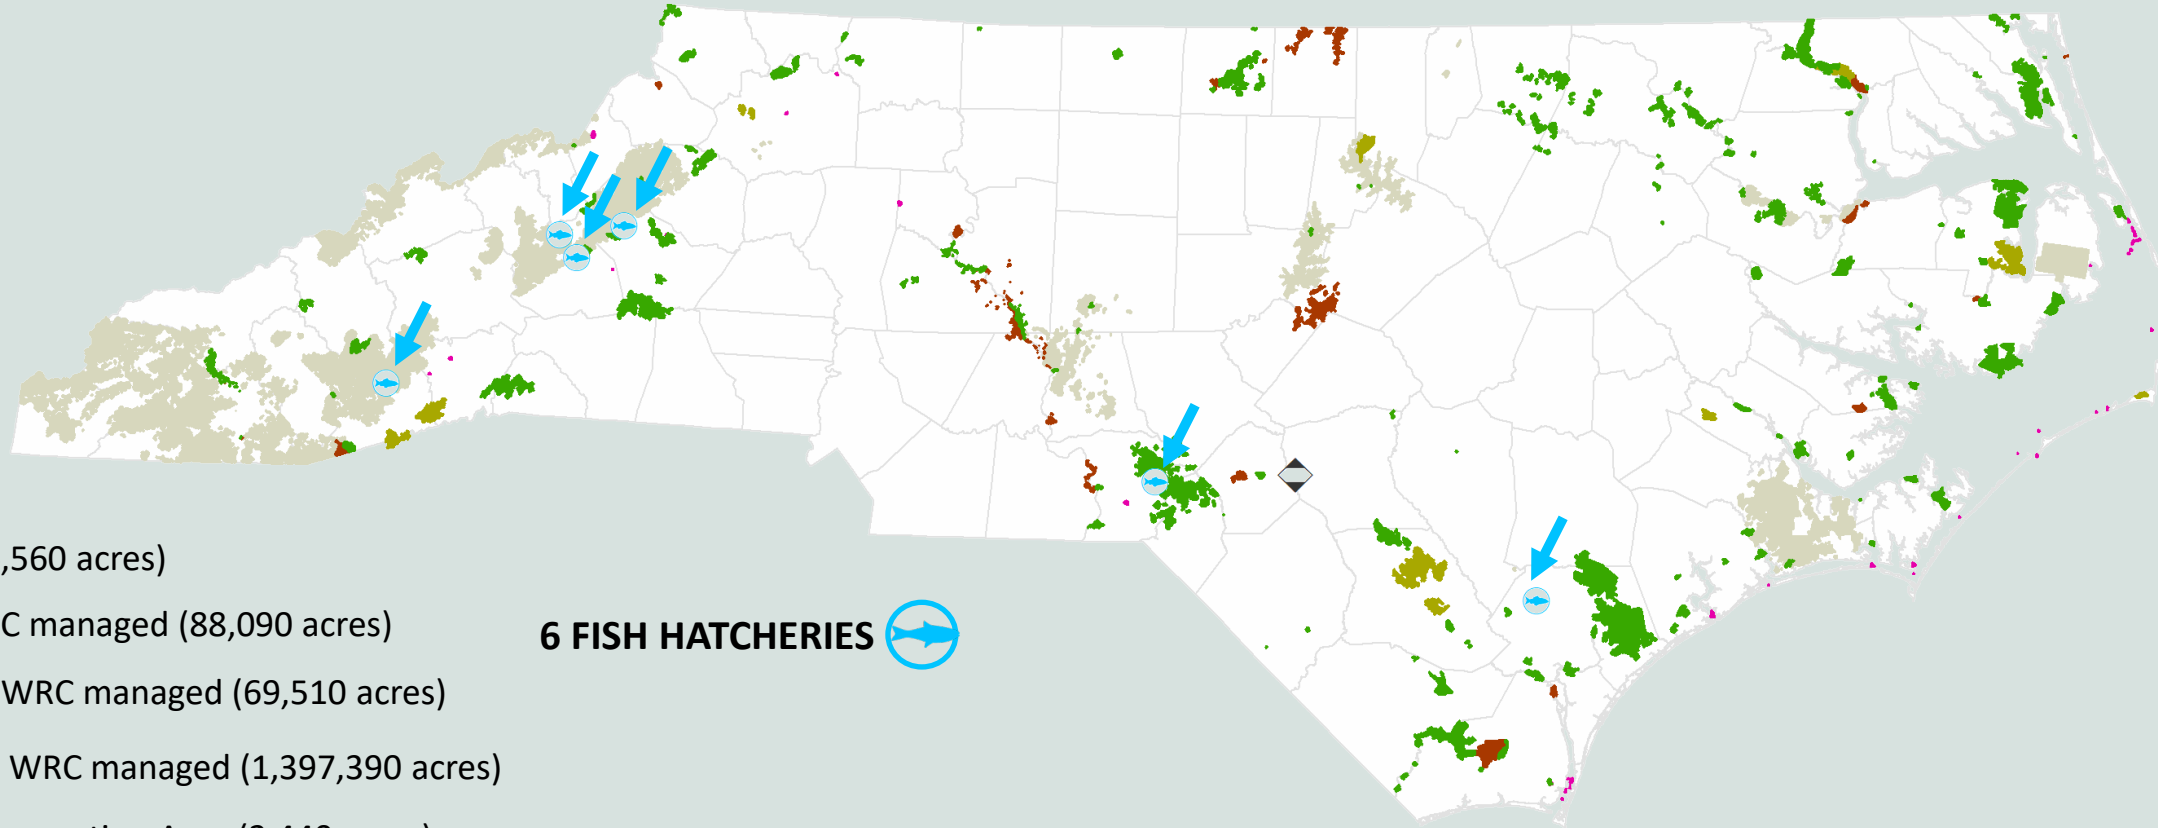 ,560 acres)
C managed (88,090 acres)
6 FISH HATCHERIES
WRC managed (69,510 acres)
WRC managed (1,397,390 acres)